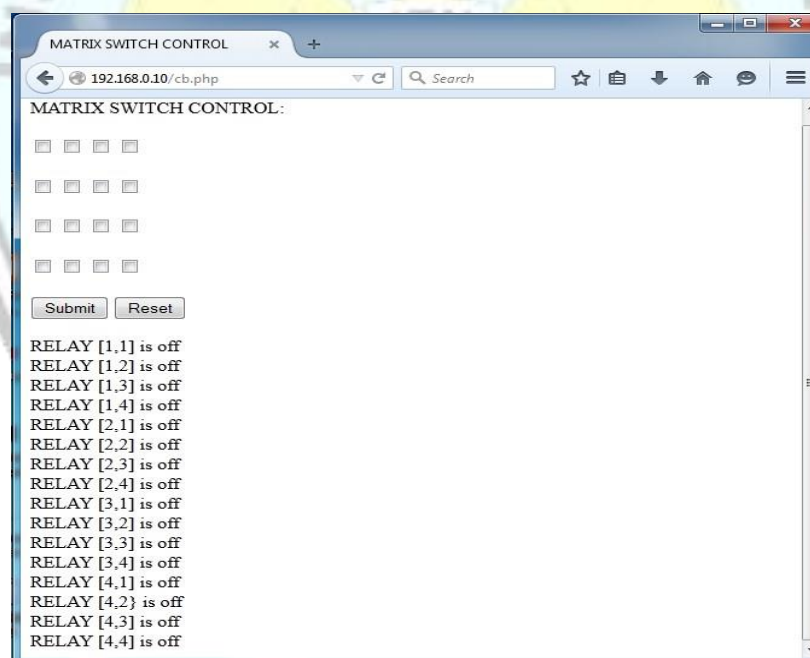 MATRIX SWITCH CONTROL
192.168.0.10/cb.php
Search
MATRIX SWITCH CONTROL:
Submit Reset
RELAY [1,1] is off
RELAY [1,2] is off
RELAY [1,3] is off
RELAY [1,4] is off
RELAY [2,1] is off
RELAY [2,2] is off
RELAY [2,3] is off
RELAY [2,4] is off
RELAY [3,1] is off
RELAY [3,2] is off
RELAY [3,3] is off
RELAY [3,4] is off
RELAY [4,1] is off
RELAY [4,2} is off
RELAY [4,3] is off
RELAY [4,4] is off